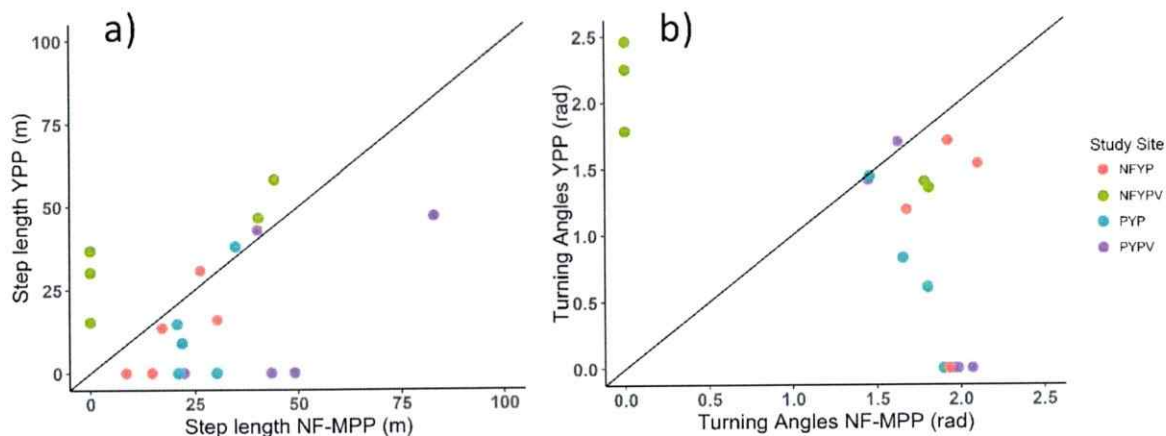 a)
Step length YPP (m)
100
75
50
25
0
0
25
50
75
100
Step length NF-MPP (m)
b)
Turning Angles YPP (rad)
2.5
2.0
1.5
1.0
0.5
0.0
0.0
0.5
1.0
1.5
2.0
2.5
Turning Angles NF-MPP (rad)
Study Site
NFYP
NFYPV
PYP
PYPV